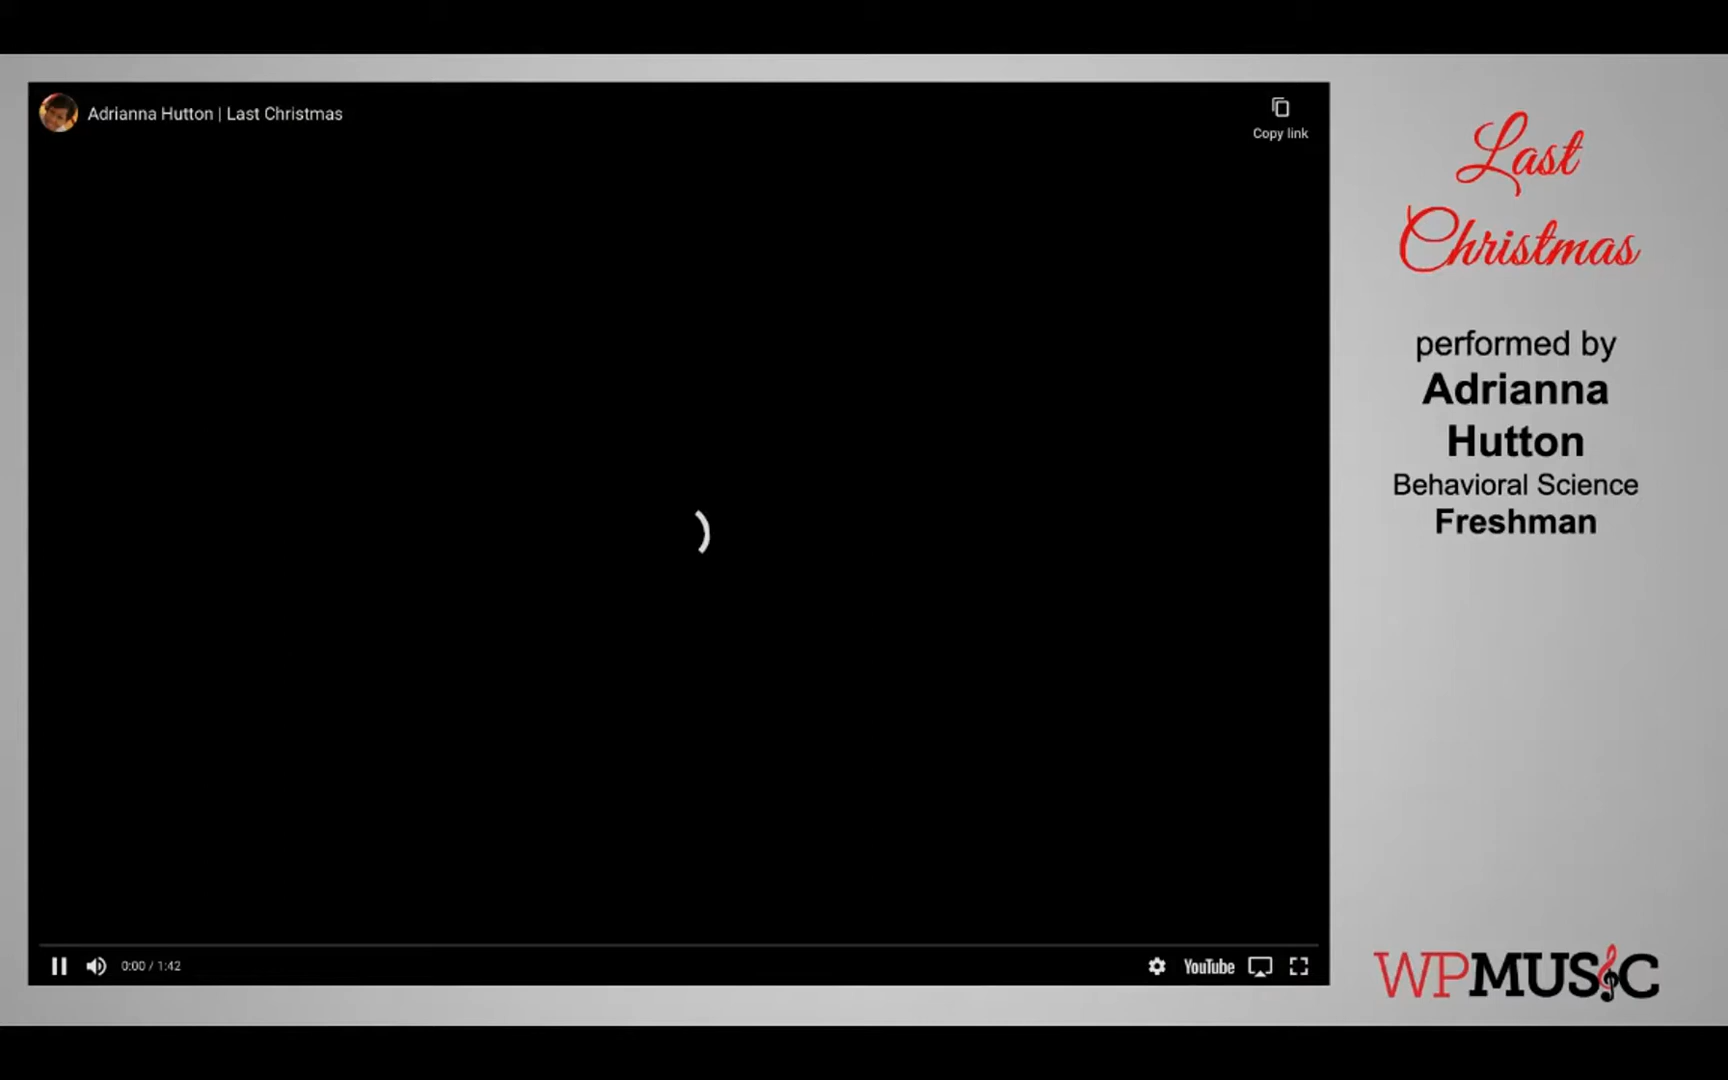 Adrianna Hutton | Last Christmas
Copy link
Last
Christmas
performed by
Adrianna
Hutton
Behavioral Science
Freshman
0:00 / 1:42
YouTube
WPMUSIC